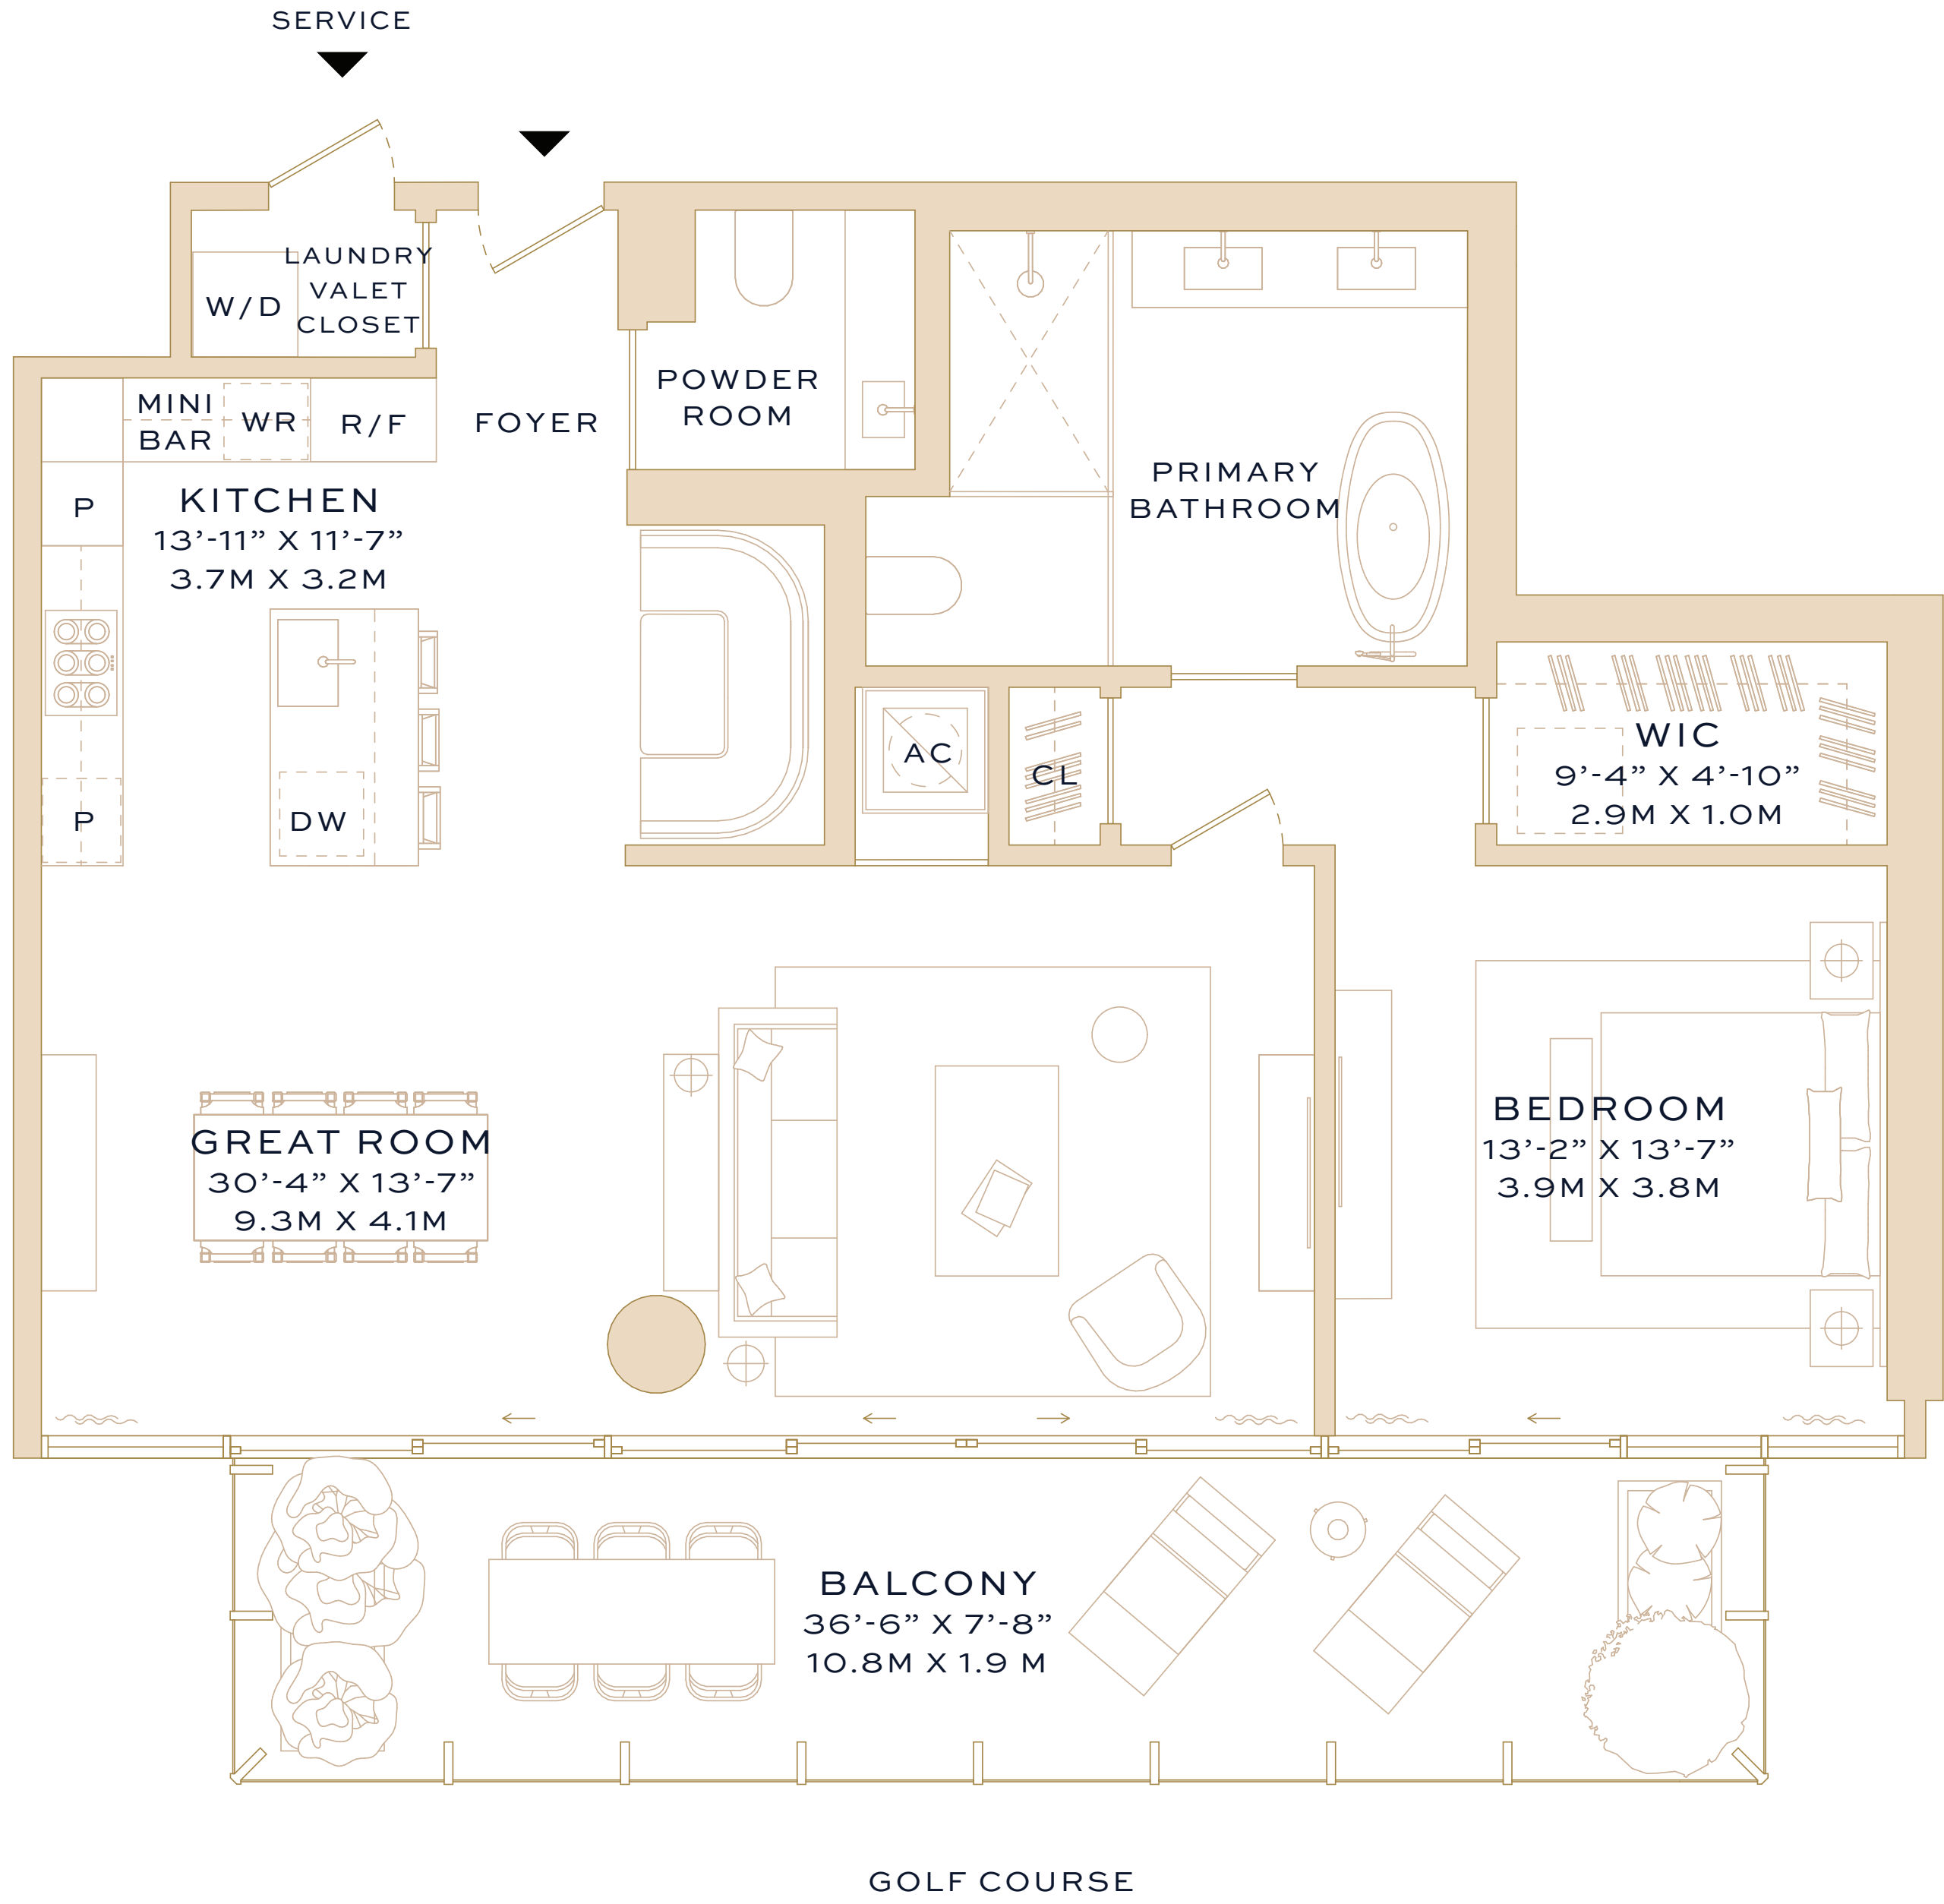 SERVICE
LAUNDRY
VALET
CLOSET
W/D
MINI
BAR
WR
R/F
FOYER
POWDER
ROOM
PRIMARY
BATHROOM
P
KITCHEN
13’-11” X 11’-7”
3.7M X 3.2M
P
DW
AC
CL
WIC
9’-4” X 4’-10”
2.9M X 1.0M
GREAT ROOM
30’-4” X 13’-7”
9.3M X 4.1M
BEDROOM
13’-2” X 13’-7”
3.9M X 3.8M
BALCONY
36’-6” X 7’-8”
10.8M X 1.9 M
GOLF COURSE